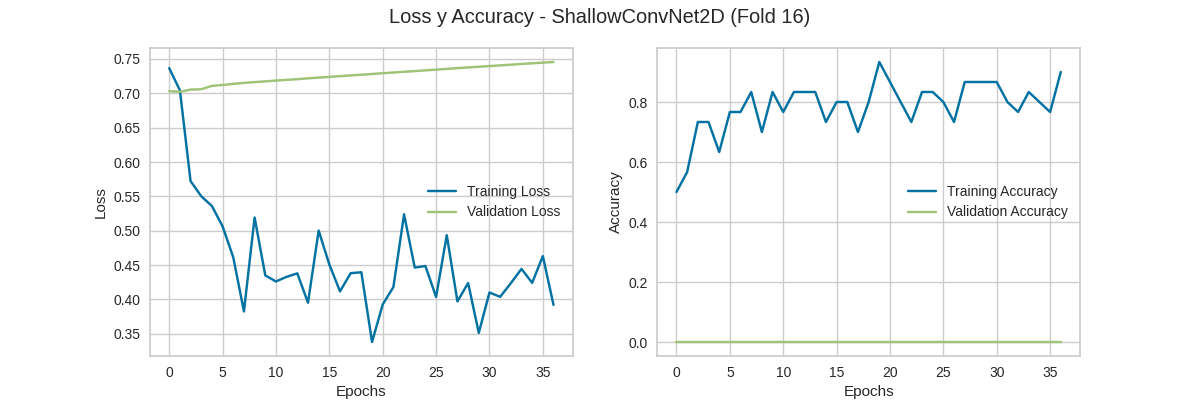 Loss y Accuracy - ShallowConvNet2D (Fold 16)
0.75
0.70
0.65
0.60
0.55
0.50
0.45
0.40
0.35
Loss
Training Loss
Validation Loss
0 5 10 15 20 25 30 35
Epochs
0.8
0.6
0.4
0.2
0.0
Accuracy
Training Accuracy
Validation Accuracy
0 5 10 15 20 25 30 35
Epochs